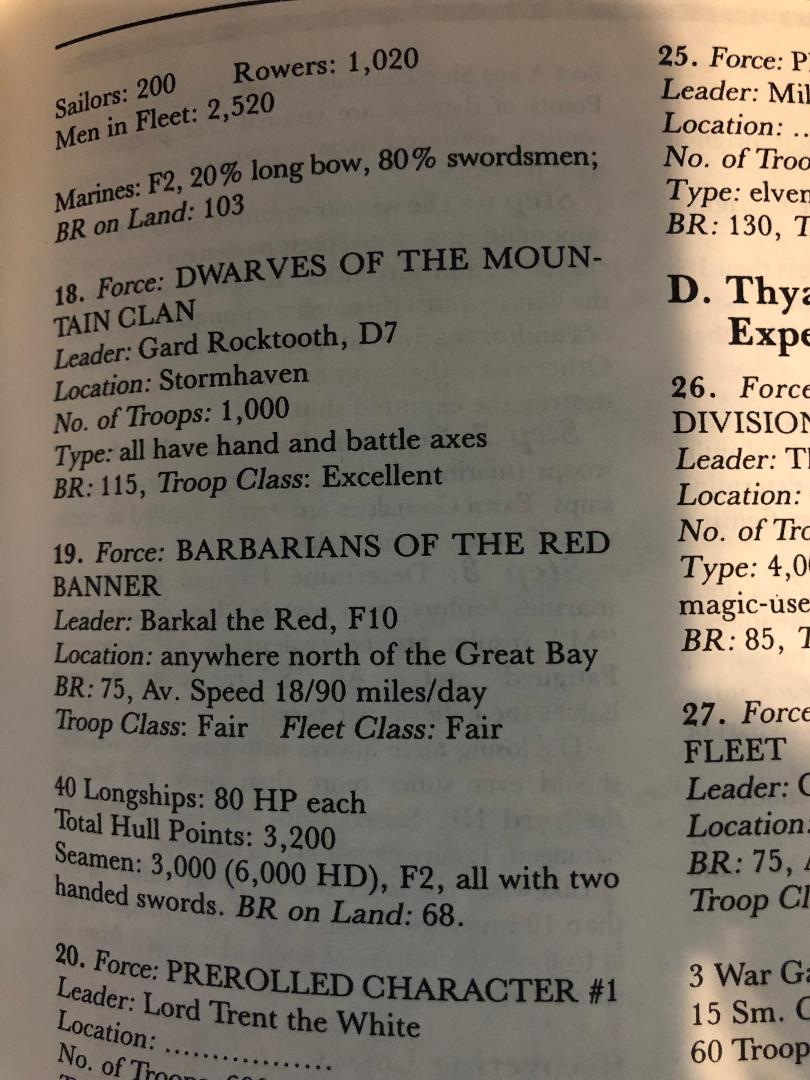 Sailors: 200 Rowers: 1,020
Men in Fleet: 2,520
Marines: F2, 20% long bow, 80% swordsmen;
BR on Land: 103
18. Force: DWARVES OF THE MOUN-
TAIN CLAN
Leader: Gard Rocktooth, D7
Location: Stormhaven
No. of Troops: 1,000
Type: all have hand and battle axes
BR: 115, Troop Class: Excellent
19. Force: BARBARIANS OF THE RED
BANNER
Leader: Barkal the Red, F10
Location: anywhere north of the Great Bay
BR: 75, Av. Speed 18/90 miles/day
Troop Class: Fair Fleet Class: Fair
40 Longships: 80 HP each
Total Hull Points: 3,200
Seamen: 3,000 (6,000 HD), F2, all with two
handed swords. BR on Land: 68.
20. Force: PREROLLED CHARACTER #1
Leader: Lord Trent the White
Location: .................
No. of Troops:
25. Force:
Leader:
Location: ..
No. of
Type:
BR: 130,
D.
26. Force
DIVISION
Leader:
Location:
No. of
Type:
magic-use
BR: 85,
27. Force
FLEET
Leader:
Location:
BR: 75,
Troop
3 War
15 Sm.
60 Troop